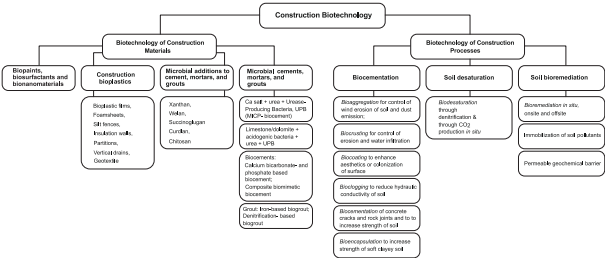 Construction Biotechnology
Biotechnology of Construction
Materials
Biotechnology of Construction
Processes
Biopaints,
biosurfactants and
bionanomaterials
Construction
bioplastics
Bioplastic films,
Foamsheets,
Silt fences,
Insulation walls,
Partitions,
Vertical drains,
Geotextile
Microbial additions to
cement, mortars, and
grouts
Xanthan,
Welan,
Succinoglugan
Curdlan,
Chitosan
Microbial cements,
mortars, and
grouts
Ca salt + urea + Urease-
Producing Bacteria, UPB
(MICP- biocement)
Limestone/dolomite +
acidogenic bacteria +
urea + UPB
Biocements:
Calcium bicarbonate- and
phosphate based
biocement;
Composite biomimetic
biocement
Grout: Iron-based biogrout;
Denitrification- based
biogrout
Biocementation
Bioaggregation for control of
wind erosion of soil and dust
emission;
Biocrusting for control of
erosion and water infiltration
Biocoating to enhance
aesthetics or colonization
of surface
Bioclogging to reduce hydraulic
conductivity of soil
Biocementation of concrete
cracks and rock joints and to
to increase strength of soil
Bioencapsulation to increase
strength of soft clayey soil
Soil desaturation
Biodesaturation
through
denitrification &
through CO2
production in situ
Soil bioremediation
Bioremediation in situ,
onsite and offsite
Immobilization of soil pollutants
Permeable geochemical barrier